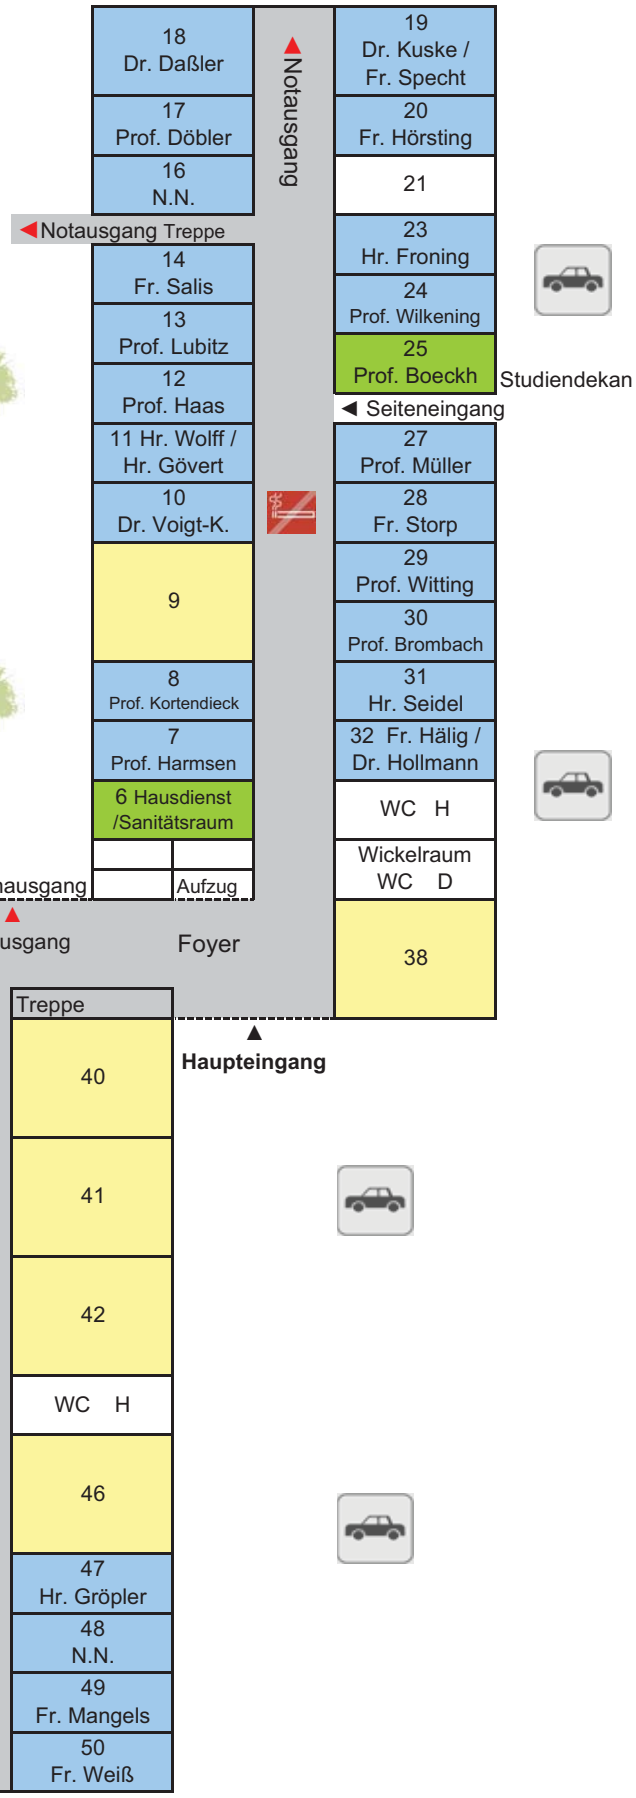 18
Dr. Daßler
17
Prof. Döbler
16
N.N.
Notausgang Treppe
14
Fr. Salis
13
Prof. Lubitz
12
Prof. Haas
11 Hr. Wolff /
Hr. Gövert
10
Dr. Voigt-K.
9
8
Prof. Kortendieck
7
Prof. Harmsen
6 Hausdienst
/Sanitätsraum
Aufzug
Notausgang
19
Dr. Kuske /
Fr. Specht
20
Fr. Hörsting
21
23
Hr. Froning
24
Prof. Wilkening
25
Prof. Boeckh
Studiendekan
Seiteneingang
27
Prof. Müller
28
Fr. Storp
29
Prof. Witting
30
Prof. Brombach
31
Hr. Seidel
32 Fr. Hälig /
Dr. Hollmann
WC H
Wickelraum
WC D
38
ausgang
usgang
Foyer
Treppe
Haupteingang
40
41
42
WC H
46
47
Hr. Gröpler
48
N.N.
49
Fr. Mangels
50
Fr. Weiß